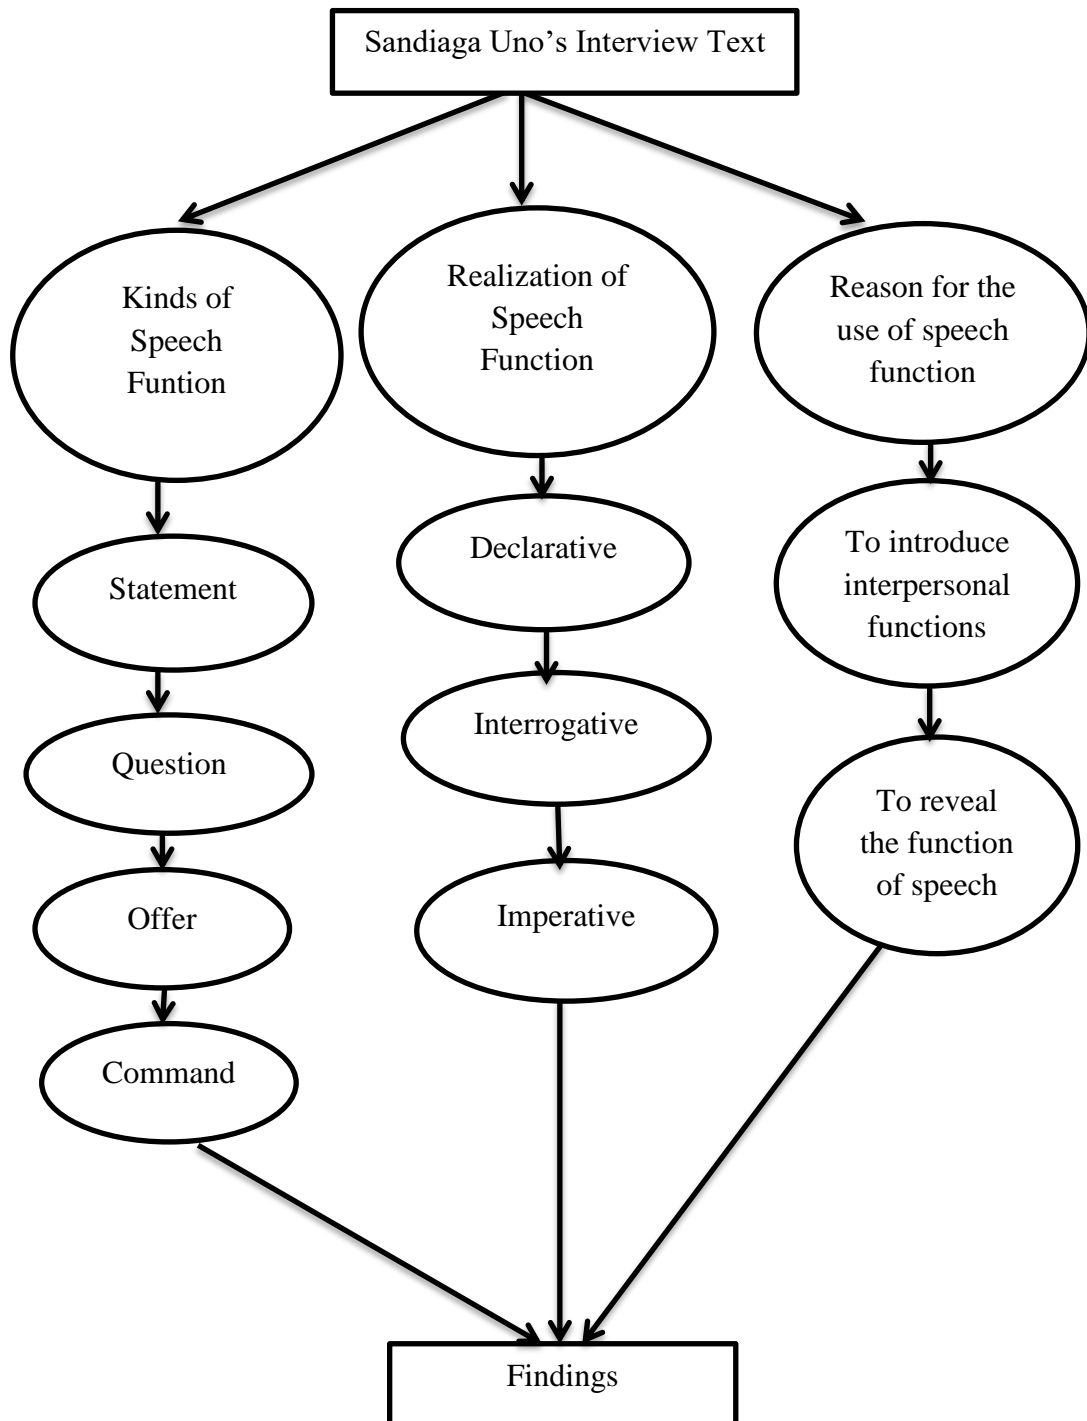 Sandiaga Uno’s Interview Text
Kinds of
Speech
Funtion
Realization of
Speech
Function
Reason for the
use of speech
function
Statement
Question
Offer
Command
Declarative
Interrogative
Imperative
To introduce
interpersonal
functions
To reveal
the function
of speech
Findings